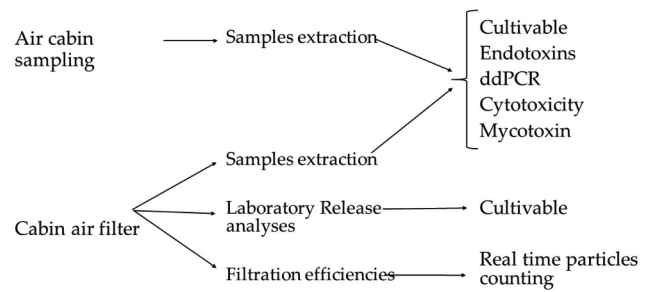 Air cabin
sampling
Samples extraction
Cultivable
Endotoxins
ddPCR
Cytotoxicity
Mycotoxin
Samples extraction
Cabin air filter
Laboratory Release
analyses
Cultivable
Filtration efficiencies
Real time particles
counting